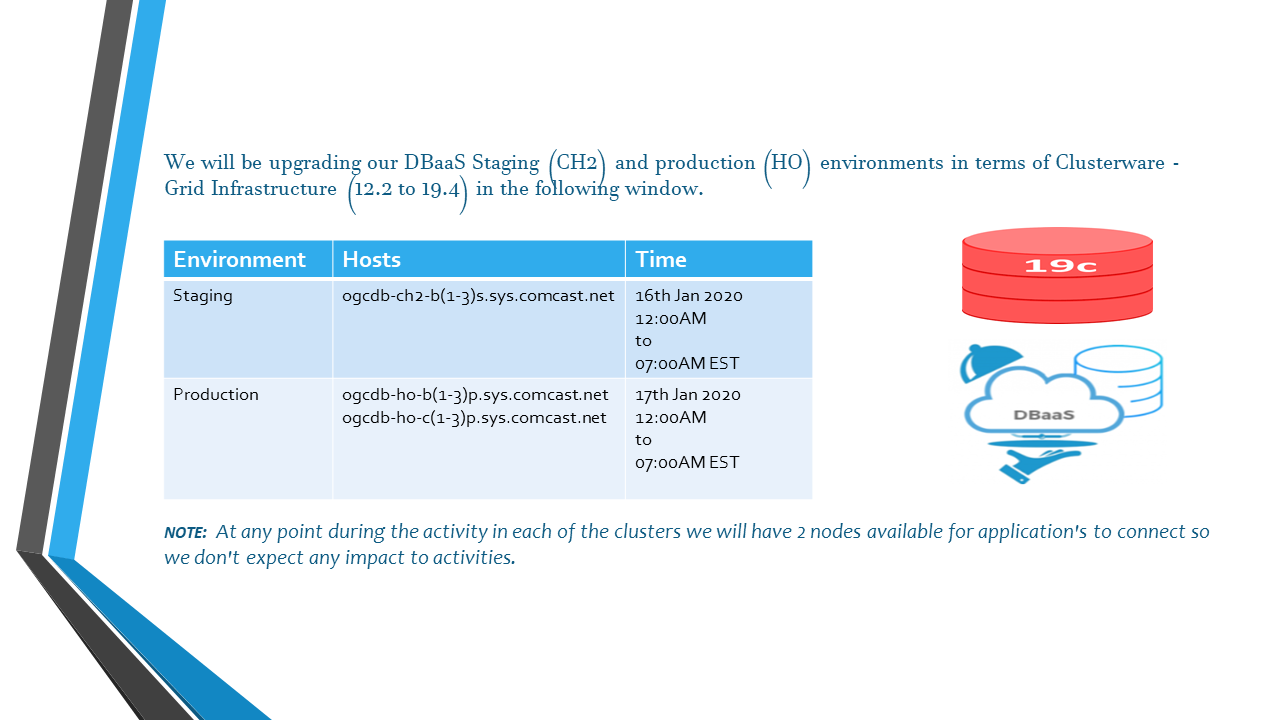 We will be upgrading our DBaaS Staging (CH2) and production (HO) environments in terms of Clusterware -
Grid Infrastructure (12.2 to 19.4) in the following window.
Environment Hosts Time
Staging ogcdb-ch2-b(1-3)s.sys.comcast.net 16th Jan 2020
12:00AM
to
07:00AM EST
Production ogcdb-ho-b(1-3)p.sys.comcast.net 17th Jan 2020
ogcdb-ho-c(1-3)p.sys.comcast.net 12:00AM
to
07:00AM EST
19c
DBaaS
NOTE: At any point during the activity in each of the clusters we will have 2 nodes available for application's to connect so
we don't expect any impact to activities.